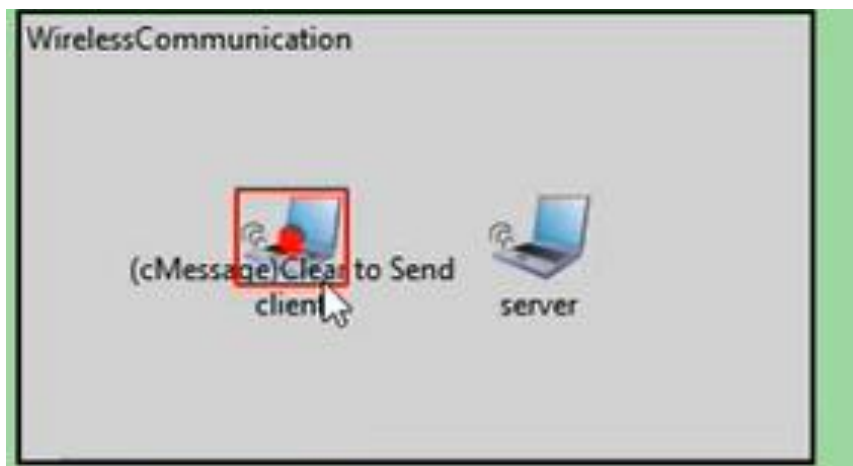 WirelessCommunication
(cMessage)Clear to Send
client
server